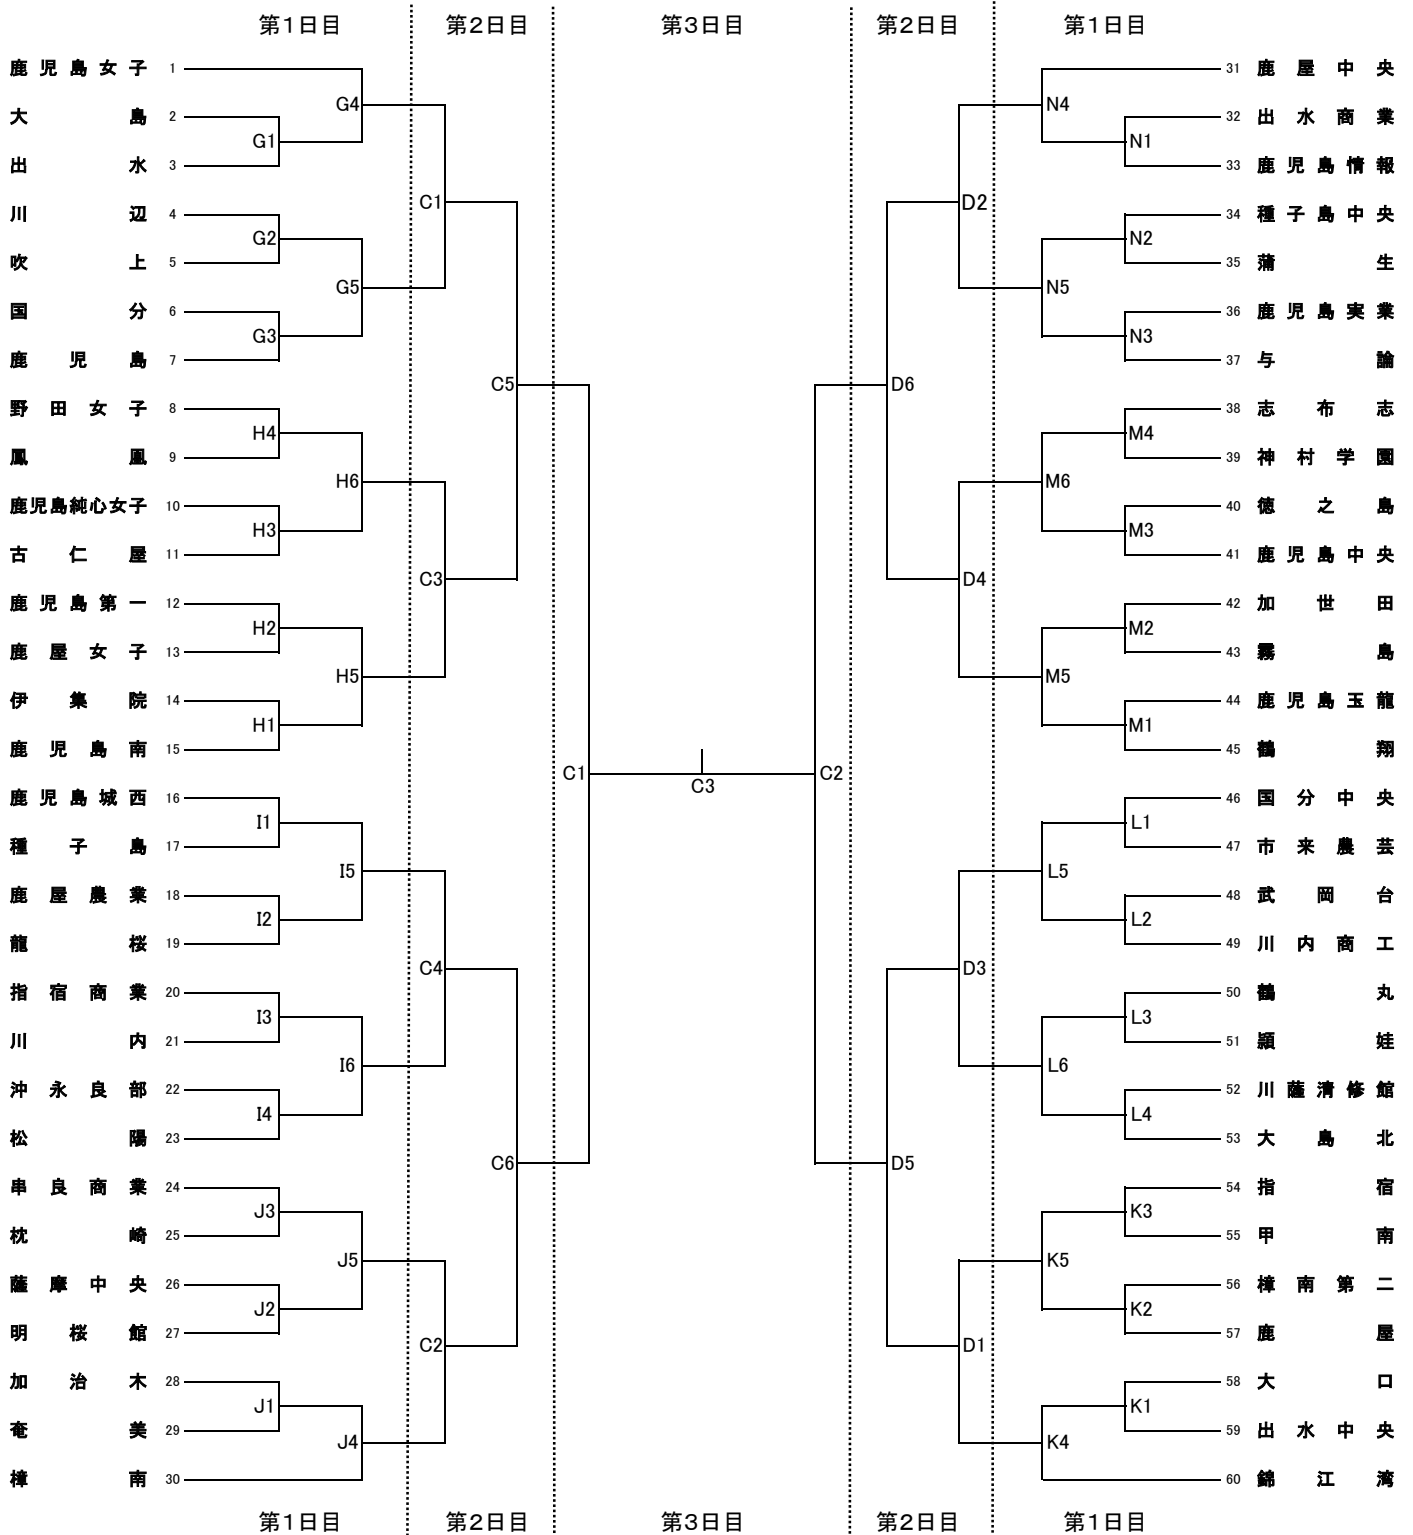 第1日目 第2日目 第3日目 第2日目 第1日目
鹿児島女子 1
大島 2
出水 3
川辺 4
吹上 5
国分 6
鹿児島 7
野田女子 8
鳳凰 9
鹿児島純心女子 10
古仁屋 11
鹿児島第一 12
鹿屋女子 13
伊集院 14
鹿児島南 15
鹿児島城西 16
種子島 17
鹿屋農業 18
龍桜 19
指宿商業 20
川内 21
沖永良部 22
松陽 23
串良商業 24
枕崎 25
薩摩中央 26
明桜館 27
加治木 28
奄美 29
樟南 30
G4
G1
G2
G5
G3
H4
H6
H3
H2
H5
H1
I1
I5
I2
I3
I6
I4
J3
J5
J2
J1
J4
C1
C3
C4
C2
C5
C6
C1
C3
C2
D6
D5
D2
D4
D3
D1
N4
N1
N2
N5
N3
M4
M6
M3
M2
M5
M1
L1
L5
L2
L3
L6
L4
K3
K5
K2
K1
K4
31 鹿屋中央
32 出水商業
33 鹿児島情報
34 種子島中央
35 蒲生
36 鹿児島実業
37 与論
38 志布志
39 神村学園
40 徳之島
41 鹿児島中央
42 加世田
43 霧島
44 鹿児島玉龍
45 鶴翔
46 国分中央
47 市来農芸
48 武岡台
49 川内商工
50 鶴丸
51 頴娃
52 川薩清修館
53 大島北
54 指宿
55 甲南
56 樟南第二
57 鹿屋
58 大口
59 出水中央
60 錦江湾
第1日目 第2日目 第3日目 第2日目 第1日目